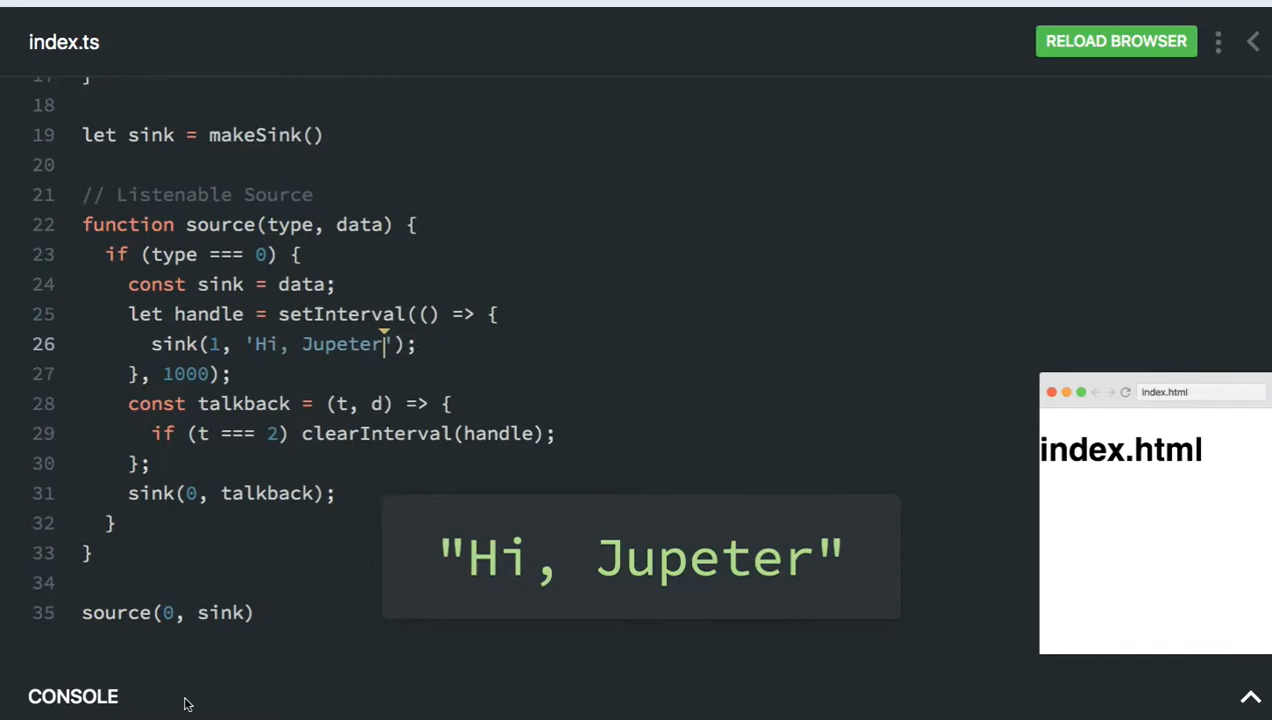 index.ts
RELOAD BROWSER
17 }
18
19 let sink = makeSink()
20
21 // Listenable Source
22 function source(type, data) {
23 if (type === 0) {
24 const sink = data;
25 let handle = setInterval(() => {
26 sink(1, 'Hi, Jupeter');
27 }, 1000);
28 const talkback = (t, d) => {
29 if (t === 2) clearInterval(handle);
30 };
31 sink(0, talkback);
32 }
33 }
34
35 source(0, sink)
"Hi, Jupeter"
index.html
index.html
CONSOLE